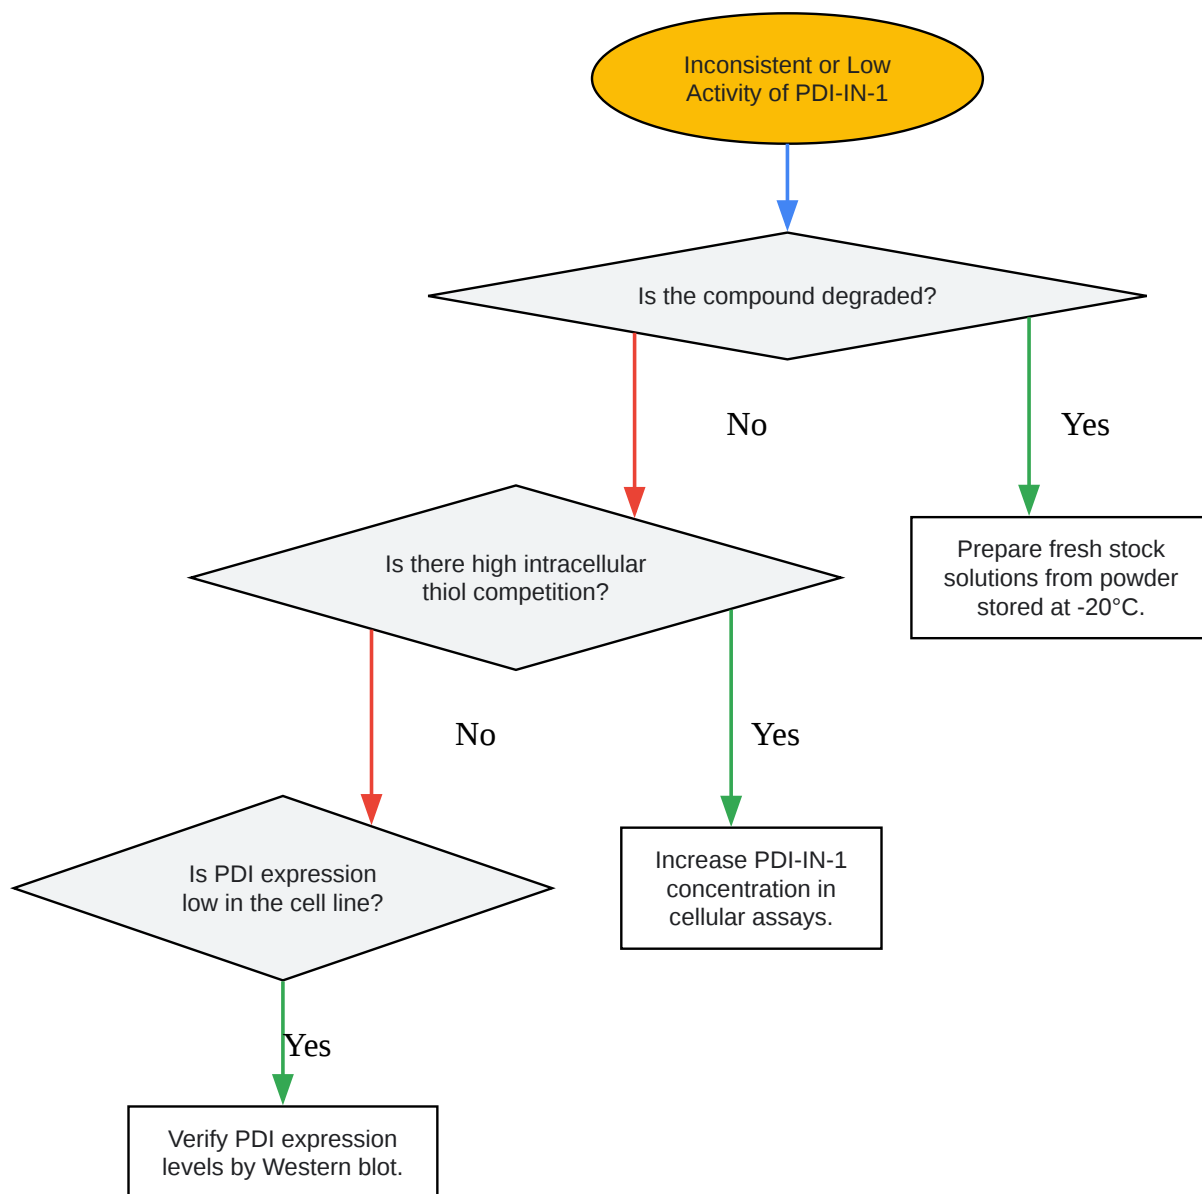 Inconsistent or Low
Activity of PDI-IN-1
Is the compound degraded?
No
Yes
Prepare fresh stock
solutions from powder
stored at -20°C.
Is there high intracellular
thiol competition?
No
Yes
Increase PDI-IN-1
concentration in
cellular assays.
Is PDI expression
low in the cell line?
Yes
Verify PDI expression
levels by Western blot.